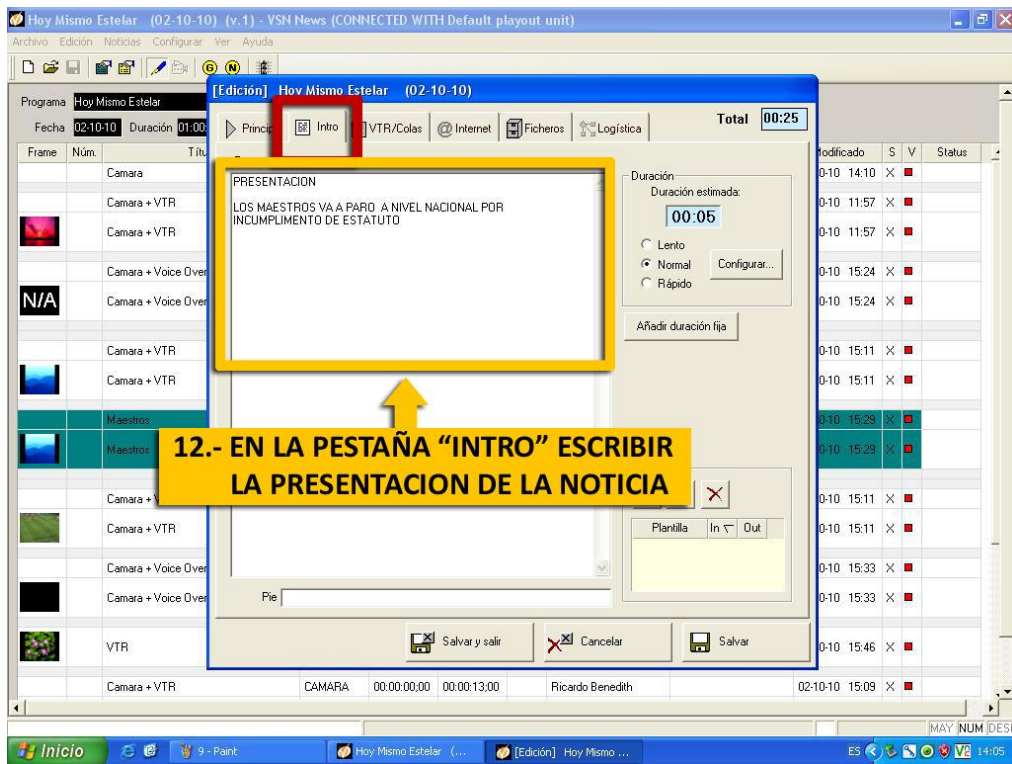 Hoy Mismo Estelar (02-10-10) (v.1) - VSN News (CONNECTED WITH Default playout unit)
Archivo Edición Noticias Configurar Ver Ayuda
Programa Hoy Mismo Estelar
Fecha 02-10-10 Duración 01:00:
Frame Núm. Títu
[Edición] Hoy Mismo Estelar (02-10-10)
Princip Intro VTR/Colas @ Internet Ficheros Logística
Total 00:25
PRESENTACION
LOS MAESTROS VA A PARO A NIVEL NACIONAL POR
INCUMPLIMENTO DE ESTATUTO
Duración
Duración estimada:
00:05
Lento
Normal
Rápido
Configurar...
Añadir duración fija
12.- EN LA PESTAÑA “INTRO” ESCRIBIR
LA PRESENTACION DE LA NOTICIA
Plantilla In Out
Pie
Salvar y salir Cancelar Salvar
Modificado S V Status
Camara 0-10 14:10 X
Camara + VTR 0-10 11:57 X
Camara + VTR 0-10 11:57 X
Camara + Voice Over 0-10 15:24 X
N/A Camara + Voice Over 0-10 15:24 X
Camara + VTR 0-10 15:11 X
Camara + VTR 0-10 15:11 X
Maestros 0-10 15:29 X
Maestros 0-10 15:29 X
Camara + V 0-10 15:11 X
Camara + VTR 0-10 15:11 X
Camara + Voice Over 0-10 15:33 X
Camara + Voice Over 0-10 15:33 X
VTR 0-10 15:46 X
Camara + VTR CAMARA 00:00:00;00 00:00:13;00 Ricardo Benedith 02-10-10 15:09 X
MAY NUM DES
Inicio 9 - Paint Hoy Mismo Estelar (... [Edición] Hoy Mismo ... ES 14:05